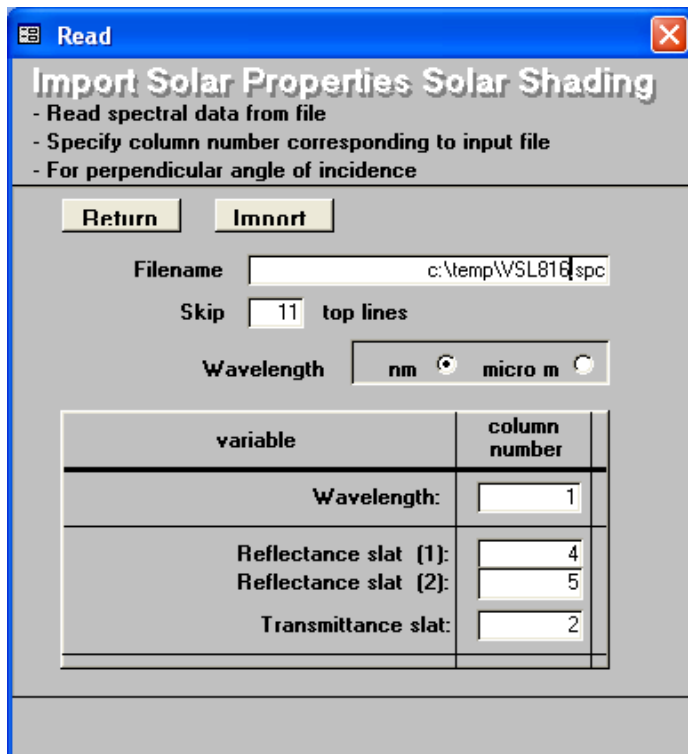 Read
Import Solar Properties Solar Shading
- Read spectral data from file
- Specify column number corresponding to input file
- For perpendicular angle of incidence
Return Import
Filename c:\temp\VSL816.spc
Skip 11 top lines
Wavelength nm micro m
variable column number
Wavelength: 1
Reflectance slat (1): 4
Reflectance slat (2): 5
Transmittance slat: 2